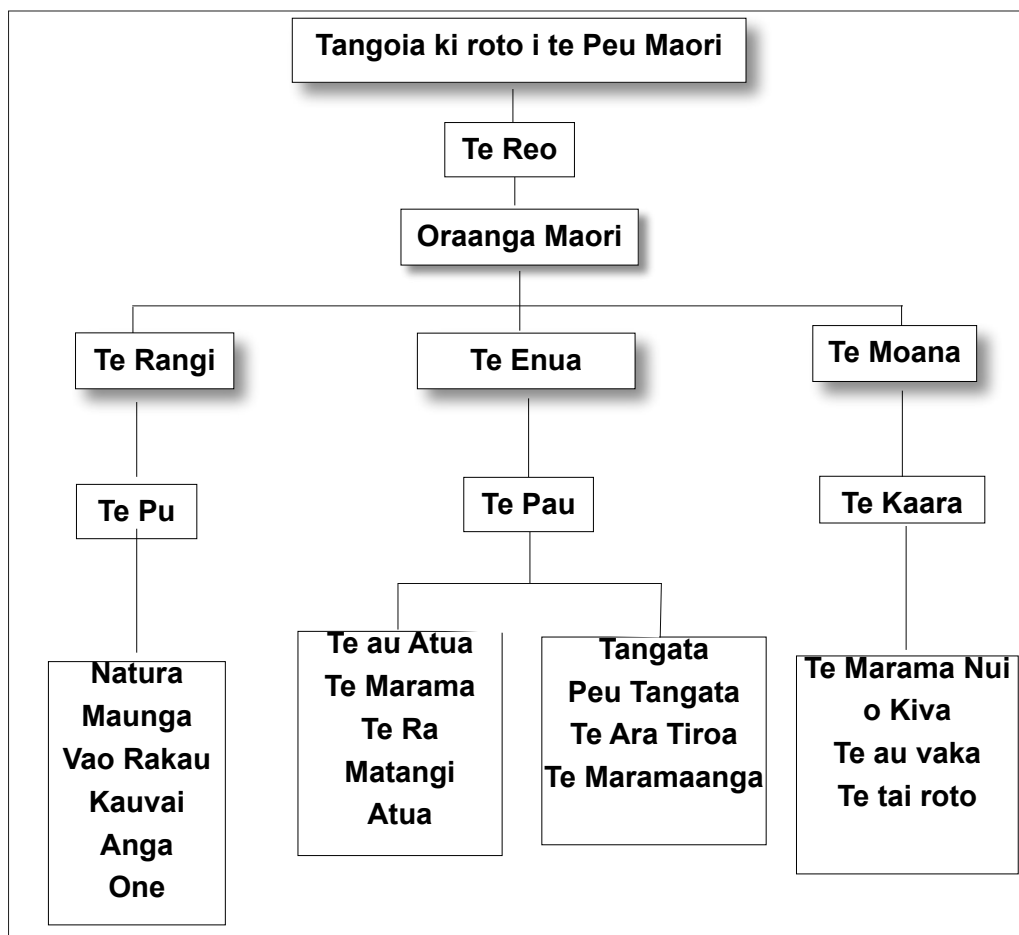 Tangoia ki roto i te Peu Maori
Te Reo
Oraanga Maori
Te Rangi
Te Enua
Te Moana
Te Pu
Te Pau
Te Kaara
Natura
Maunga
Vao Rakau
Kauvai
Anga
One
Te au Atua
Te Marama
Te Ra
Matangi
Atua
Tangata
Peu Tangata
Te Ara Tiroa
Te Maramaanga
Te Marama Nui
o Kiva
Te au vaka
Te tai roto